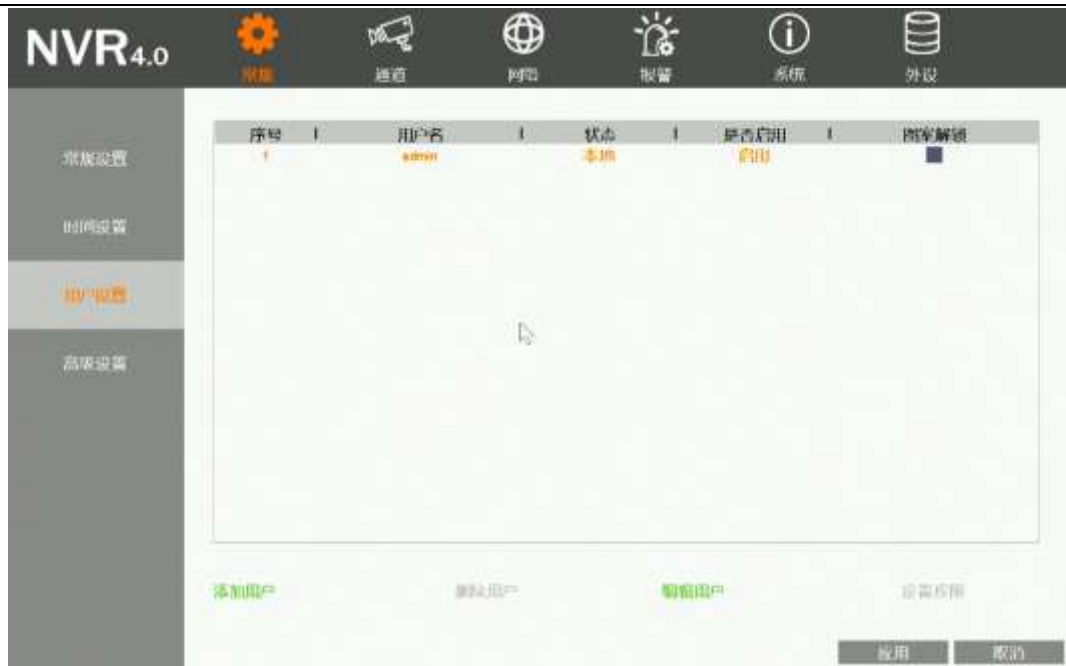 NVR4.0
常规 通道 网络 报警 系统 外设
序号 用户名 状态 是否启用 图案解锁
1 admin 本地 启用
常规设置
时间设置
用户设置
高级设置
添加用户 删除用户 编辑用户 设置权限
应用 取消